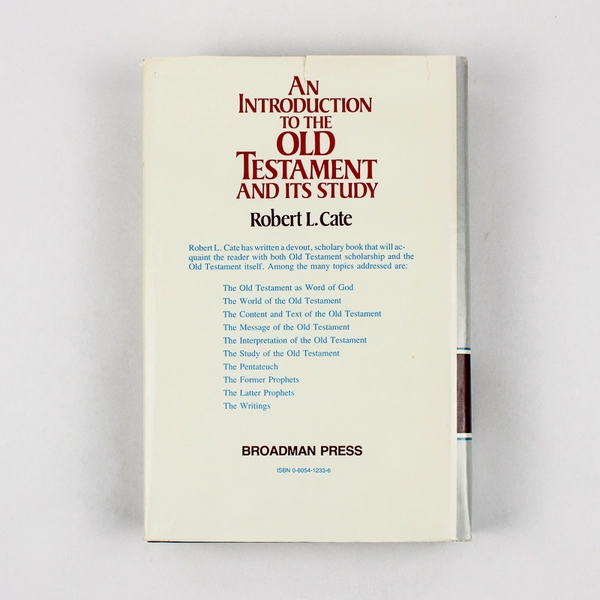 AN
INTRODUCTION
TO THE
OLD
TESTAMENT
AND ITS STUDY
Robert L. Cate
Robert L. Cate has written a devout, scholary book that will ac-
quaint the reader with both Old Testament scholarship and the
Old Testament itself. Among the many topics addressed are:
The Old Testament as Word of God
The World of the Old Testament
The Content and Text of the Old Testament
The Message of the Old Testament
The Interpretation of the Old Testament
The Study of the Old Testament
The Pentateuch
The Former Prophets
The Latter Prophets
The Writings
BROADMAN PRESS
ISBN 0-8054-1233-6